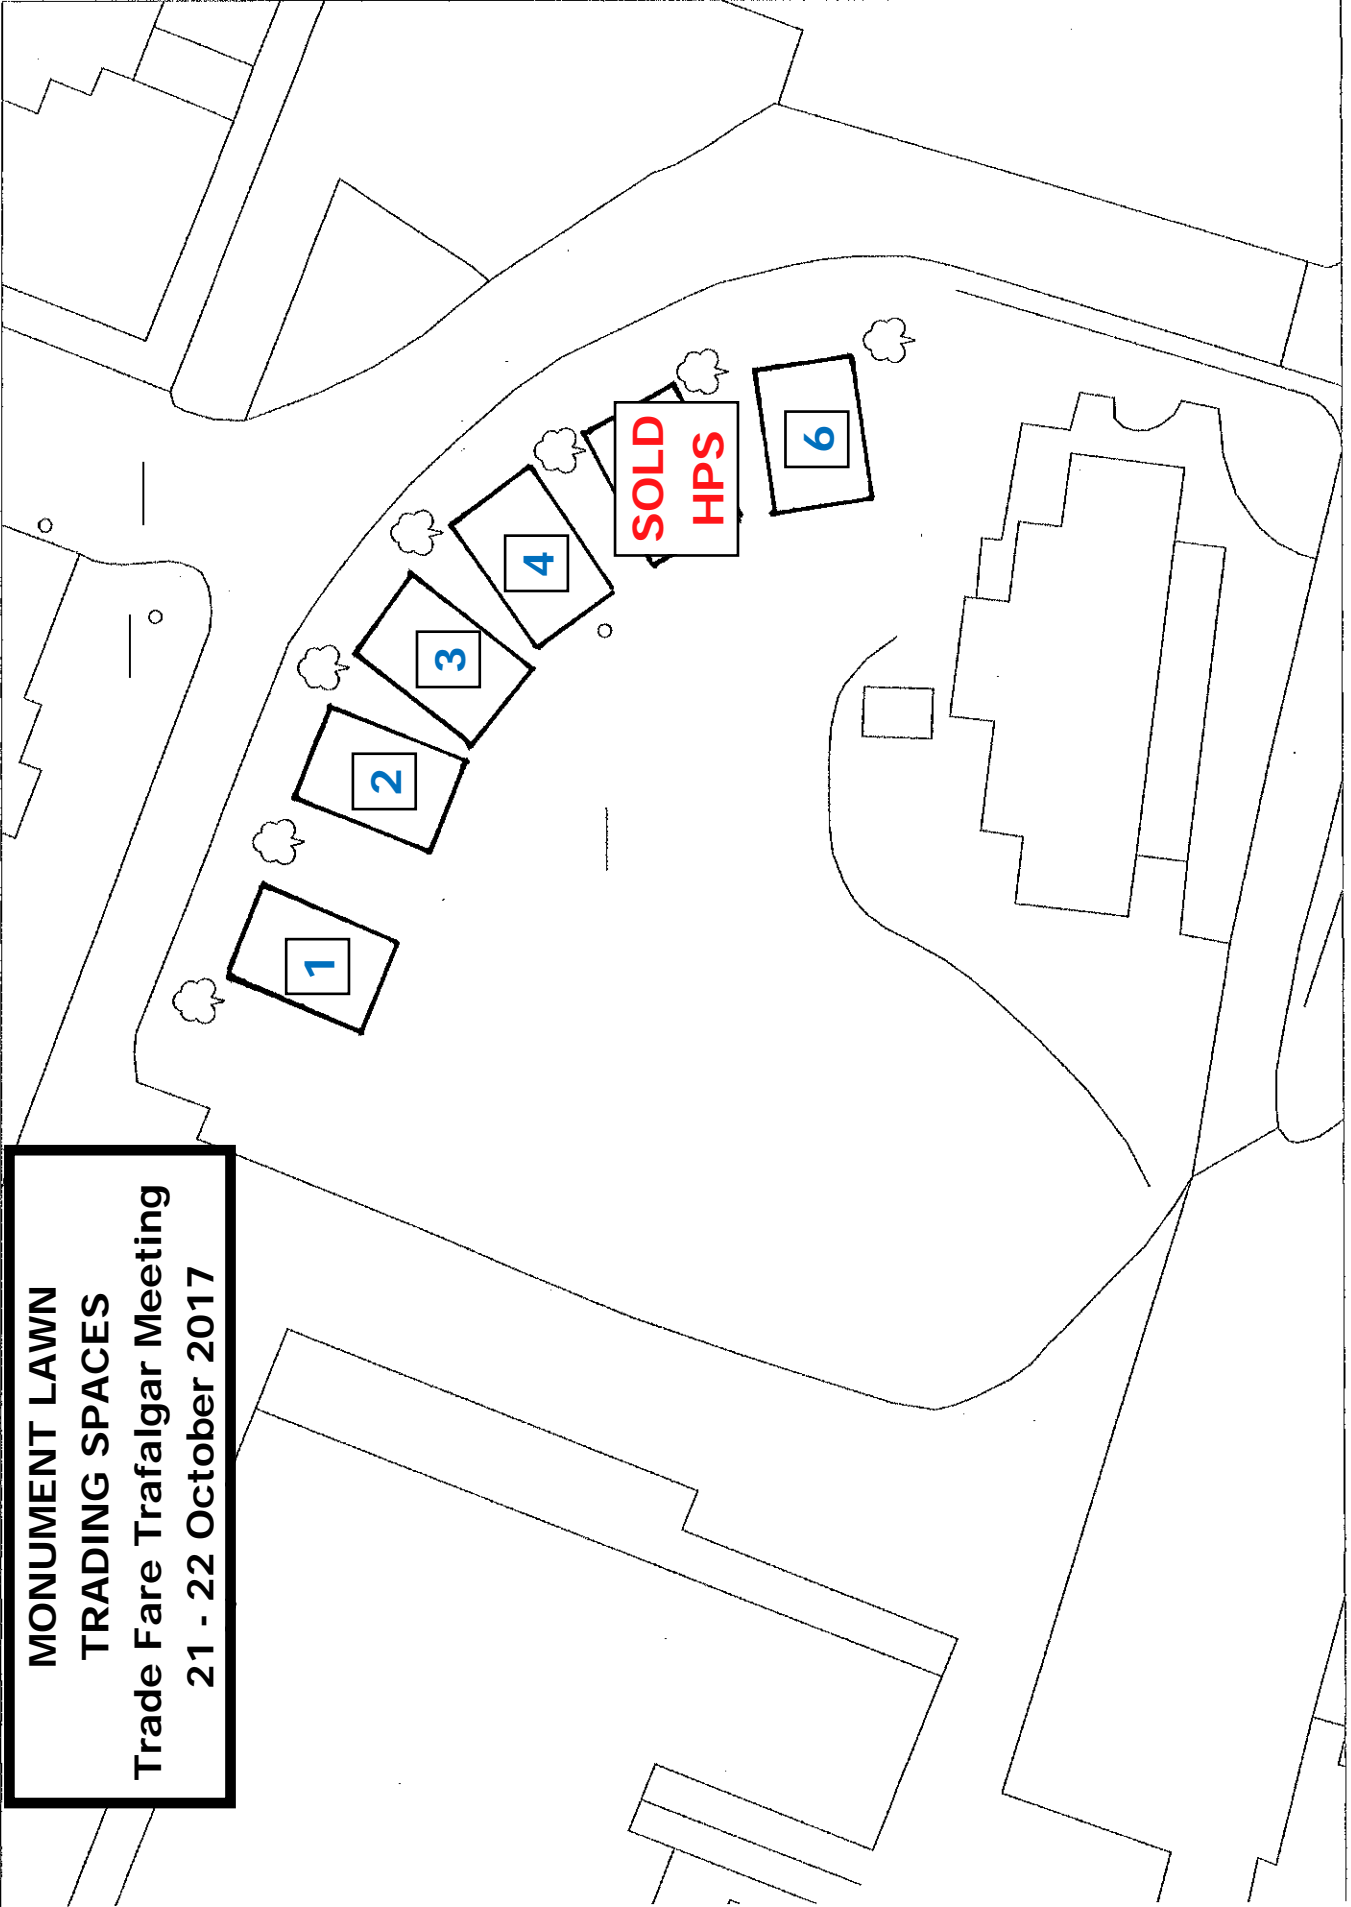 MONUMENT LAWN
TRADING SPACES
Trade Fare Trafalgar Meeting
21 - 22 October 2017
1
2
3
4
SOLD
HPS
6